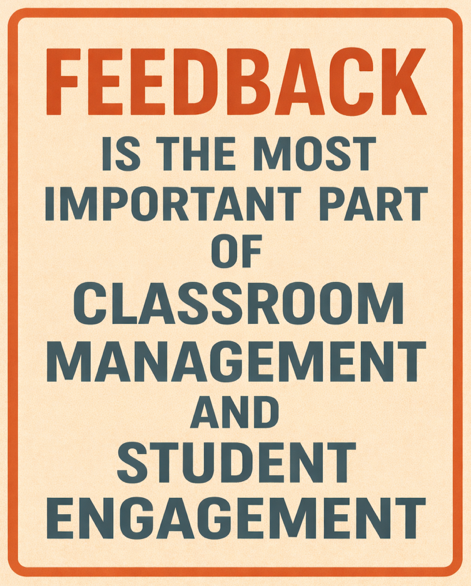 FEEDBACK
IS THE MOST
IMPORTANT PART
OF
CLASSROOM
MANAGEMENT
AND
STUDENT
ENGAGEMENT